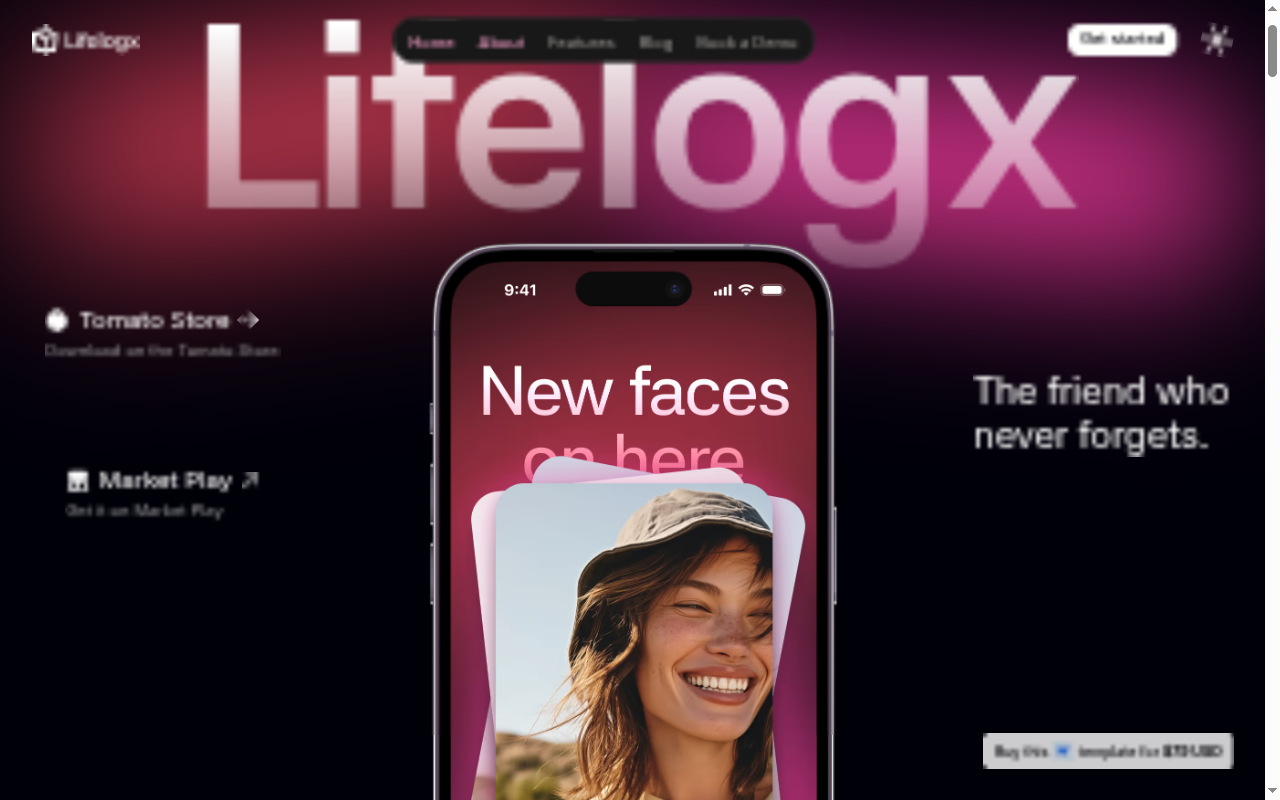 Lifelogx
Home About Features Blog Book a Demo
Get started
Lifelogx
9:41
Tomato Store
Download on the Tomato Store
New faces
on here
The friend who
never forgets.
Market Play
Get it on Market Play
Buy this template for